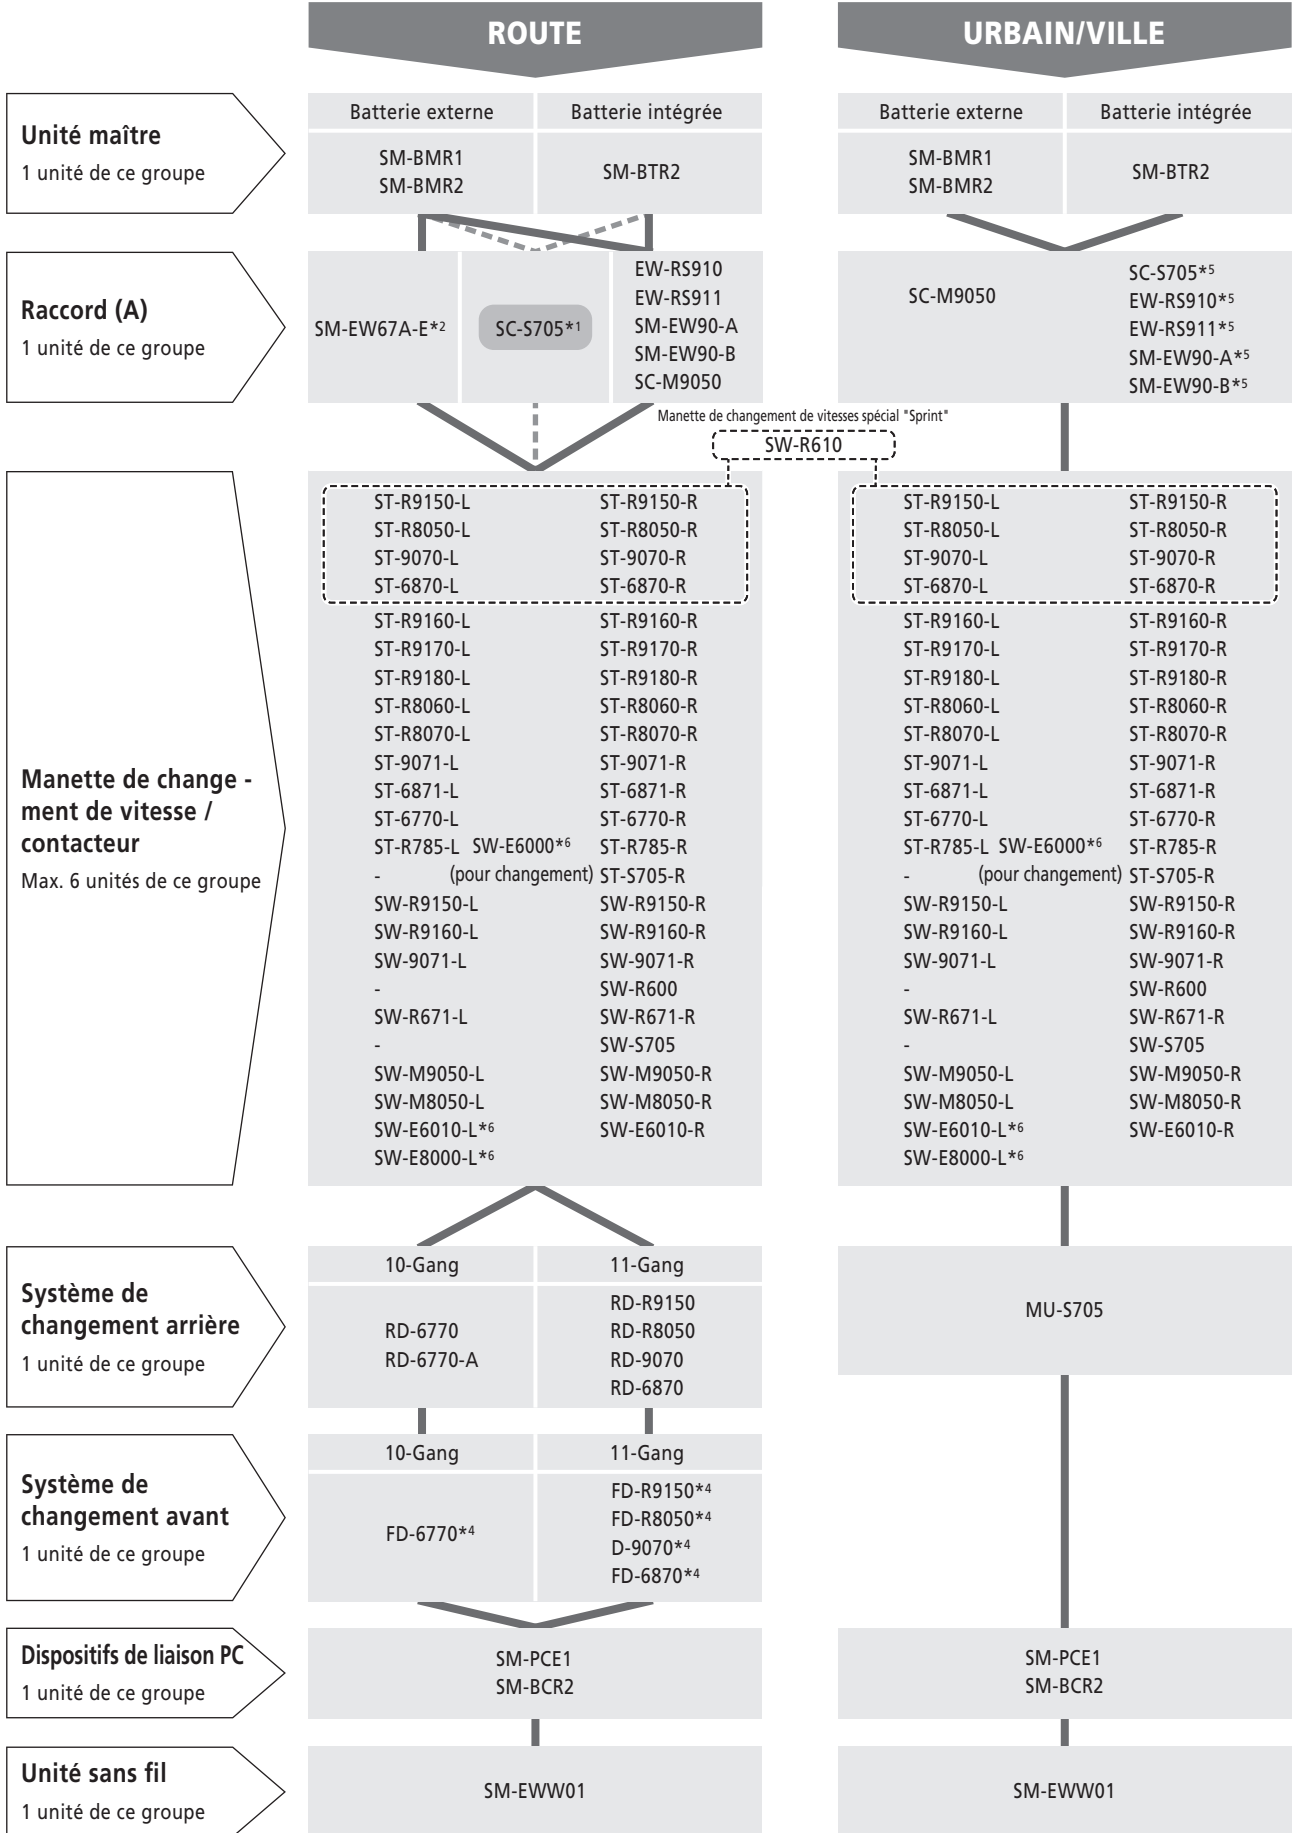 ROUTE
URBAIN/VILLE
Unité maître
1 unité de ce groupe
Batterie externe
Batterie intégrée
SM-BMR1
SM-BMR2
SM-BTR2
Batterie externe
Batterie intégrée
SM-BMR1
SM-BMR2
SM-BTR2
Raccord (A)
1 unité de ce groupe
SM-EW67A-E*2
SC-S705*1
EW-RS910
EW-RS911
SM-EW90-A
SM-EW90-B
SC-M9050
SC-M9050
SC-S705*5
EW-RS910*5
EW-RS911*5
SM-EW90-A*5
SM-EW90-B*5
Manette de changement de vitesses spécial "Sprint"
SW-R610
Manette de change -
ment de vitesse /
contacteur
Max. 6 unités de ce groupe
ST-R9150-L ST-R9150-R
ST-R8050-L ST-R8050-R
ST-9070-L ST-9070-R
ST-6870-L ST-6870-R
ST-R9160-L ST-R9160-R
ST-R9170-L ST-R9170-R
ST-R9180-L ST-R9180-R
ST-R8060-L ST-R8060-R
ST-R8070-L ST-R8070-R
ST-9071-L ST-9071-R
ST-6871-L ST-6871-R
ST-6770-L ST-6770-R
ST-R785-L SW-E6000*6 ST-R785-R
- (pour changement) ST-S705-R
SW-R9150-L SW-R9150-R
SW-R9160-L SW-R9160-R
SW-9071-L SW-9071-R
- SW-R600
SW-R671-L SW-R671-R
- SW-S705
SW-M9050-L SW-M9050-R
SW-M8050-L SW-M8050-R
SW-E6010-L*6 SW-E6010-R
SW-E8000-L*6
ST-R9150-L ST-R9150-R
ST-R8050-L ST-R8050-R
ST-9070-L ST-9070-R
ST-6870-L ST-6870-R
ST-R9160-L ST-R9160-R
ST-R9170-L ST-R9170-R
ST-R9180-L ST-R9180-R
ST-R8060-L ST-R8060-R
ST-R8070-L ST-R8070-R
ST-9071-L ST-9071-R
ST-6871-L ST-6871-R
ST-6770-L ST-6770-R
ST-R785-L SW-E6000*6 ST-R785-R
- (pour changement) ST-S705-R
SW-R9150-L SW-R9150-R
SW-R9160-L SW-R9160-R
SW-9071-L SW-9071-R
- SW-R600
SW-R671-L SW-R671-R
- SW-S705
SW-M9050-L SW-M9050-R
SW-M8050-L SW-M8050-R
SW-E6010-L*6 SW-E6010-R
SW-E8000-L*6
Système de
changement arrière
1 unité de ce groupe
10-Gang
11-Gang
RD-6770
RD-6770-A
RD-R9150
RD-R8050
RD-9070
RD-6870
MU-S705
Système de
changement avant
1 unité de ce groupe
10-Gang
11-Gang
FD-6770*4
FD-R9150*4
FD-R8050*4
D-9070*4
FD-6870*4
Dispositifs de liaison PC
1 unité de ce groupe
SM-PCE1
SM-BCR2
SM-PCE1
SM-BCR2
Unité sans fil
1 unité de ce groupe
SM-EWW01
SM-EWW01